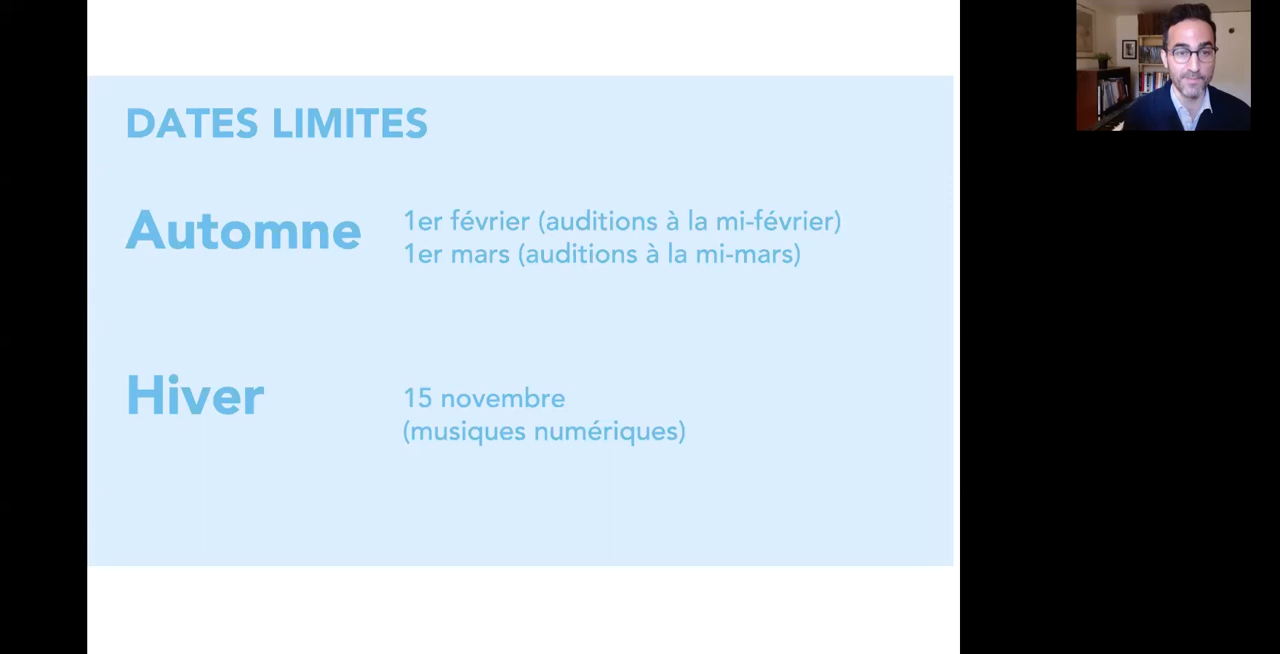 DATES LIMITES
Automne
1er février (auditions à la mi-février)
1er mars (auditions à la mi-mars)
Hiver
15 novembre
(musiques numériques)